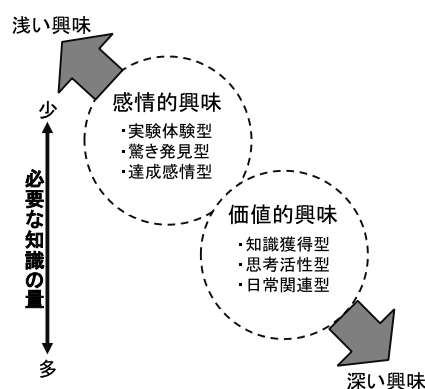 浅い興味
感情的興味
・実験体験型
・驚き発見型
・達成感情型
少
必要な知識の量
多
価値的興味
・知識獲得型
・思考活性型
・日常関連型
深い興味